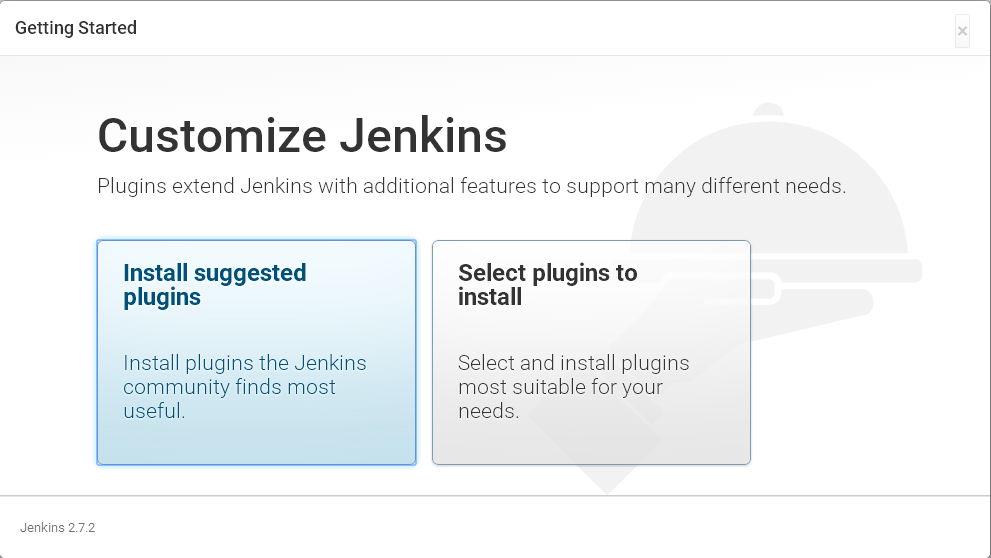 Getting Started
×
Customize Jenkins
Plugins extend Jenkins with additional features to support many different needs.
Install suggested
plugins
Install plugins the Jenkins
community finds most
useful.
Select plugins to
install
Select and install plugins
most suitable for your
needs.
Jenkins 2.7.2